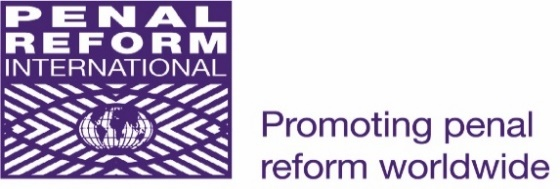 PENAL
REFORM
INTERNATIONAL
Promoting penal
reform worldwide